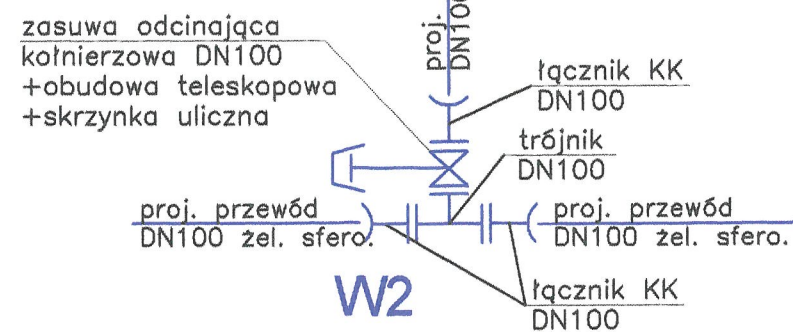 zasuwa odcinająca
kołnierzowa DN100
+obudowa teleskopowa
+skrzynka uliczna
proj.
DN100
łącznik KK
DN100
trójnik
DN100
proj. przewód
DN100 żel. sfero.
proj. przewód
DN100 żel. sfero.
W2
łącznik KK
DN100